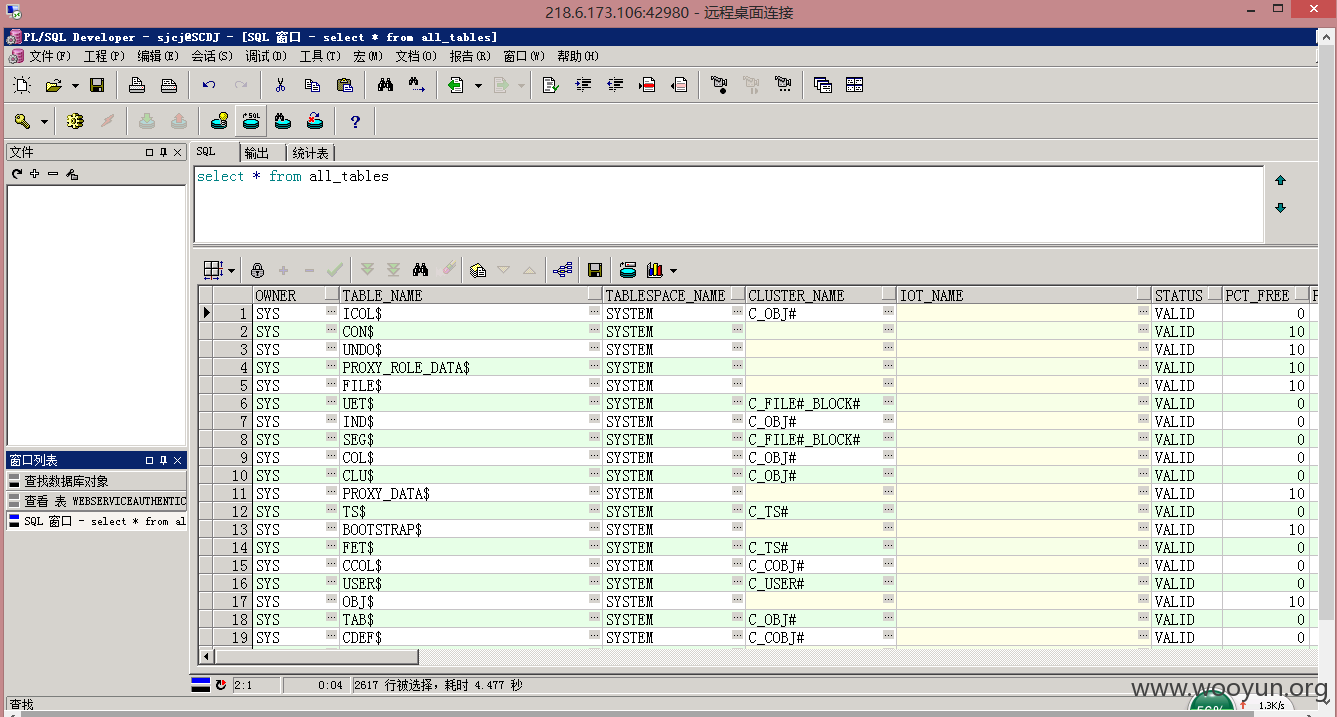 218.6.173.106:42980 - 远程桌面连接
PL/SQL Developer - sjcj@SCDJ - [SQL 窗口 - select * from all_tables]
文件(F) 工程(P) 编辑(E) 会话(S) 调试(D) 工具(T) 宏(M) 文档(O) 报告(R) 窗口(W) 帮助(H)
文件
SQL 输出 统计表
select * from all_tables
OWNER TABLE_NAME TABLESPACE_NAME CLUSTER_NAME IOT_NAME STATUS PCT_FREE
1 SYS ICOL$ SYSTEM C_OBJ# VALID 0
2 SYS CON$ SYSTEM VALID 10
3 SYS UNDO$ SYSTEM VALID 10
4 SYS PROXY_ROLE_DATA$ SYSTEM VALID 10
5 SYS FILE$ SYSTEM VALID 10
6 SYS UET$ SYSTEM C_FILE#_BLOCK# VALID 0
7 SYS IND$ SYSTEM C_OBJ# VALID 0
8 SYS SEG$ SYSTEM C_FILE#_BLOCK# VALID 0
9 SYS COL$ SYSTEM C_OBJ# VALID 0
10 SYS CLU$ SYSTEM C_OBJ# VALID 0
11 SYS PROXY_DATA$ SYSTEM VALID 10
12 SYS TS$ SYSTEM C_TS# VALID 0
13 SYS BOOTSTRAP$ SYSTEM VALID 10
14 SYS FET$ SYSTEM C_TS# VALID 0
15 SYS CCOL$ SYSTEM C_COBJ# VALID 0
16 SYS USER$ SYSTEM C_USER# VALID 0
17 SYS OBJ$ SYSTEM VALID 10
18 SYS TAB$ SYSTEM C_OBJ# VALID 0
19 SYS CDEF$ SYSTEM C_COBJ# VALID 0
窗口列表
查找数据库对象
查看 表 WEBSERVICEAUTHENTIC
SQL 窗口 - select * from al
2:1 0:04 2617 行被选择, 耗时 4.477 秒
www.wooyun.org
查找
1.3K/s